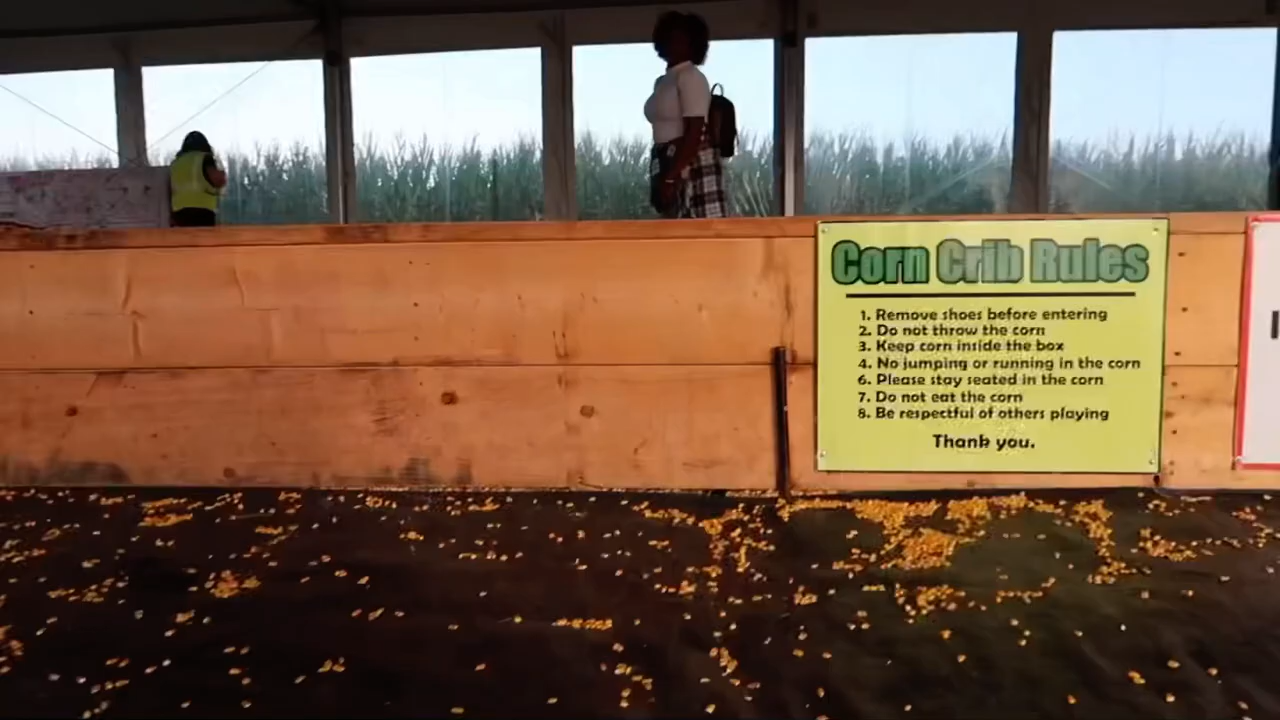 Corn Crib Rules
1. Remove shoes before entering
2. Do not throw the corn
3. Keep corn inside the box
4. No jumping or running in the corn
6. Please stay seated in the corn
7. Do not eat the corn
8. Be respectful of others playing
Thank you.